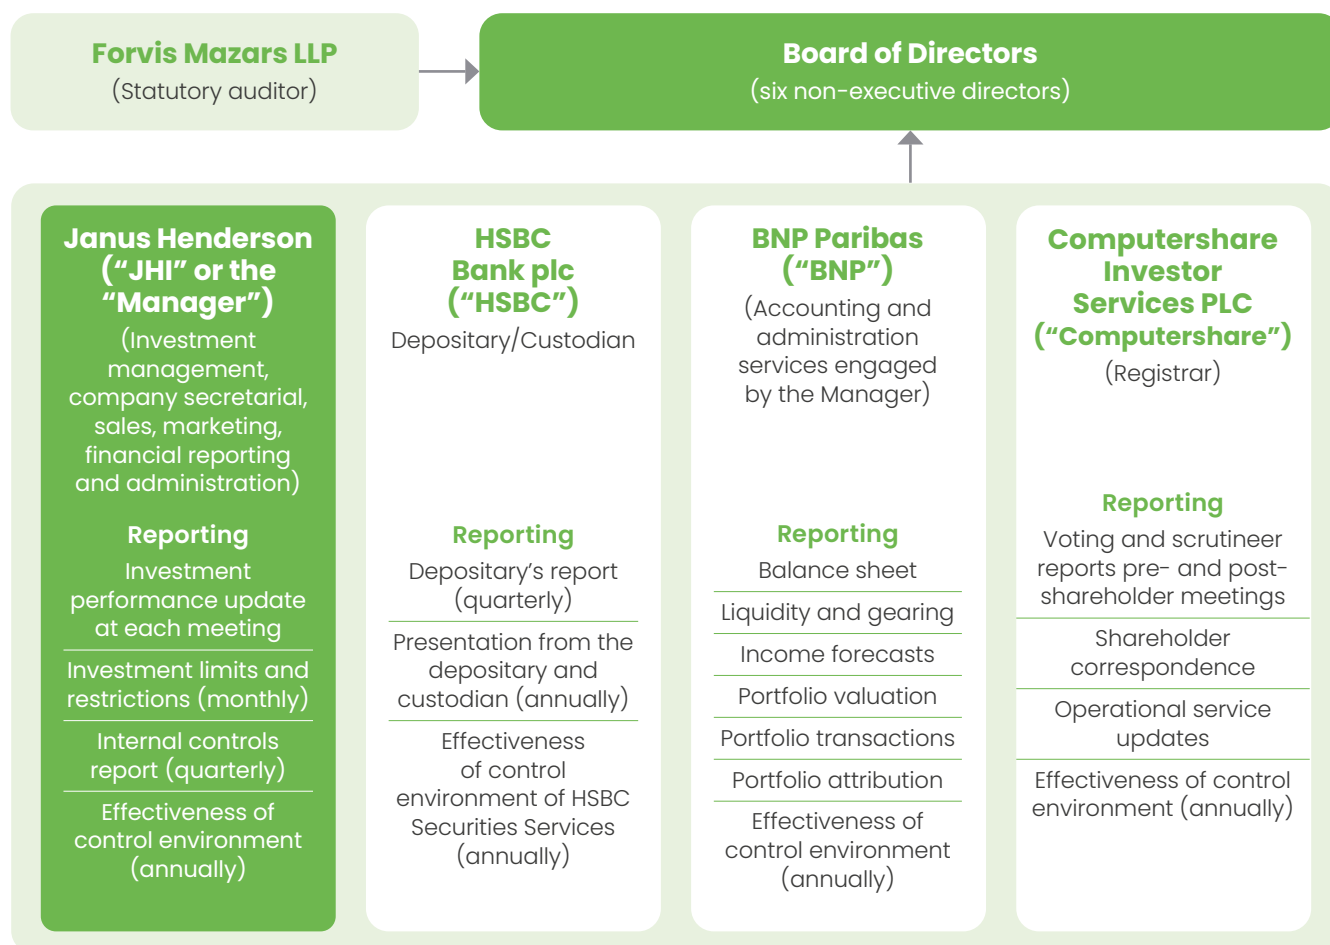 Forvis Mazars LLP
(Statutory auditor)
Board of Directors
(six non-executive directors)
Janus Henderson
(“JHI” or the
“Manager”)
(Investment
management,
company secretarial,
sales, marketing,
financial reporting
and administration)
Reporting
Investment
performance update
at each meeting
Investment limits and
restrictions (monthly)
Internal controls
report (quarterly)
Effectiveness of
control environment
(annually)
HSBC
Bank plc
(“HSBC”)
Depositary/Custodian
Reporting
Depositary’s report
(quarterly)
Presentation from the
depositary and
custodian (annually)
Effectiveness
of control
environment of HSBC
Securities Services
(annually)
BNP Paribas
(“BNP”)
(Accounting and
administration
services engaged
by the Manager)
Reporting
Balance sheet
Liquidity and gearing
Income forecasts
Portfolio valuation
Portfolio transactions
Portfolio attribution
Effectiveness of
control environment
(annually)
Computershare
Investor
Services PLC
(“Computershare”)
(Registrar)
Reporting
Voting and scrutineer
reports pre- and post-
shareholder meetings
Shareholder
correspondence
Operational service
updates
Effectiveness of control
environment (annually)